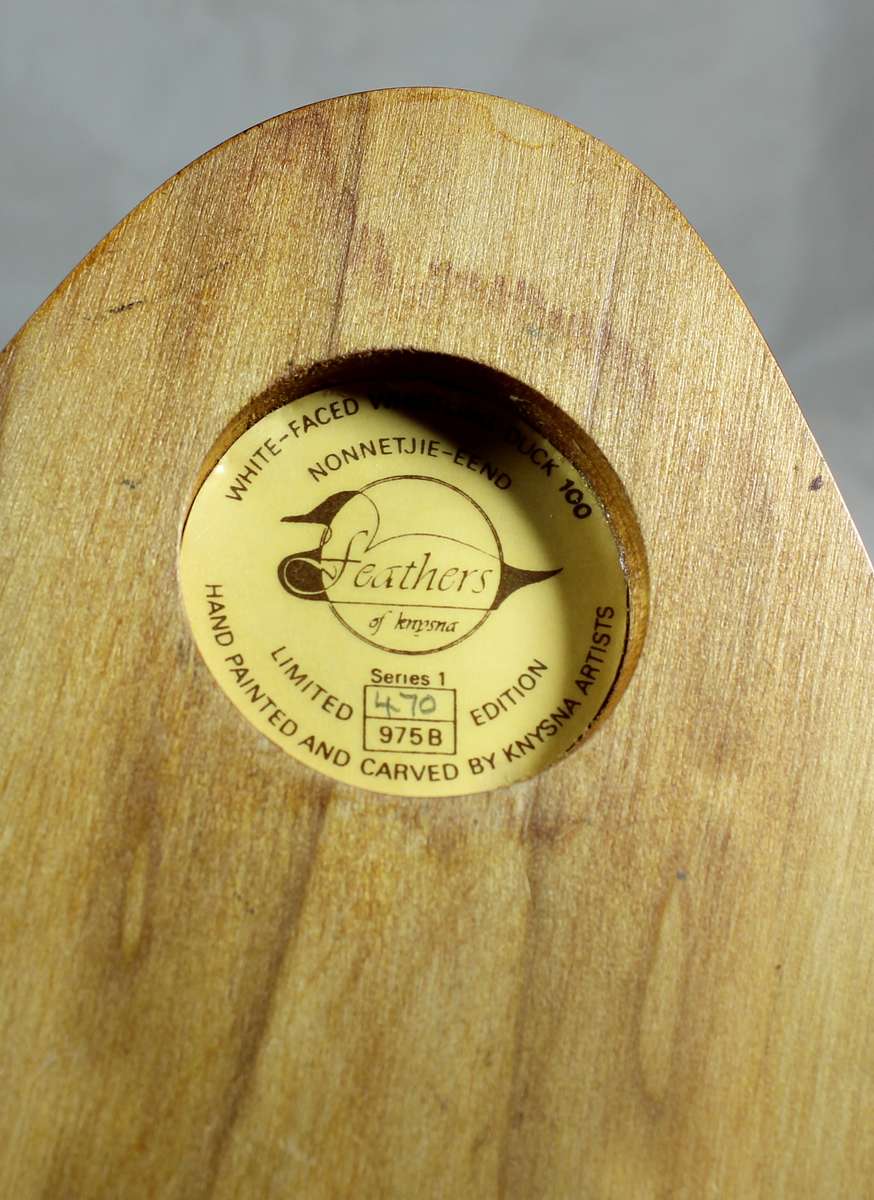 WHITE-FACED DUCK 100
NONNETJIE-EEND
feathers
of knysna
Series 1
LIMITED 470 EDITION
975B
HAND PAINTED AND CARVED BY KNYSNA ARTISTS